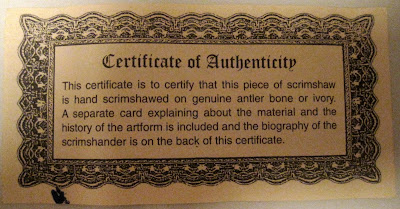 Certificate of Authenticity
This certificate is to certify that this piece of scrimshaw
is hand scrimshawed on genuine antler bone or ivory.
A separate card explaining about the material and the
history of the artform is included and the biography of the
scrimshander is on the back of this certificate.